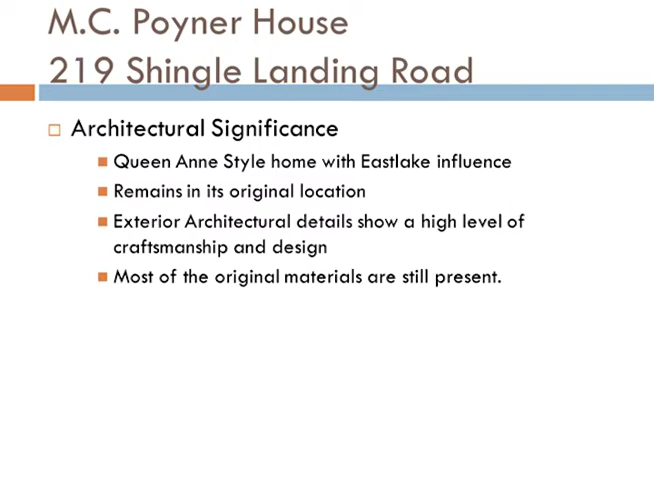 M.C. Poyner House
219 Shingle Landing Road
Architectural Significance
Queen Anne Style home with Eastlake influence
Remains in its original location
Exterior Architectural details show a high level of
craftsmanship and design
Most of the original materials are still present.